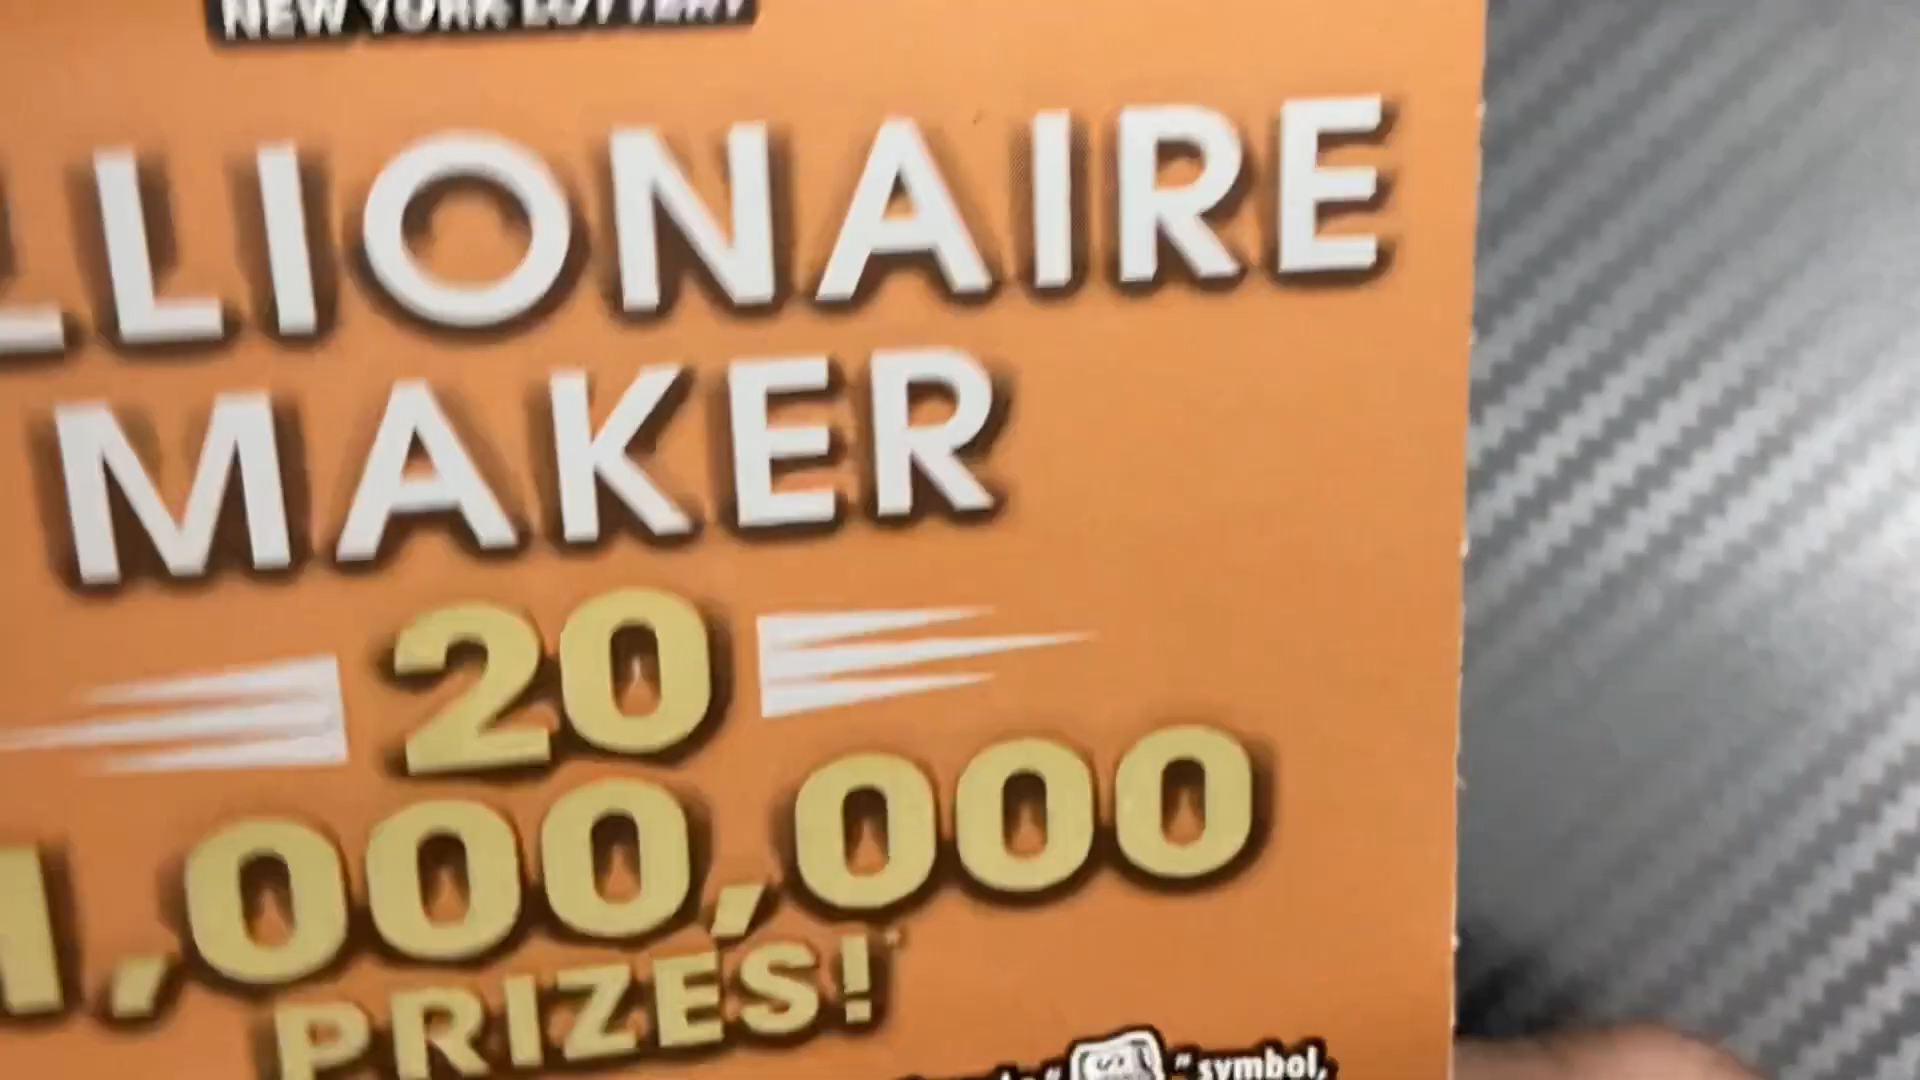 NEW YORK LOTTERY
LLIONAIRE
MAKER
20
1,000,000
PRIZES!*
" " symbol,